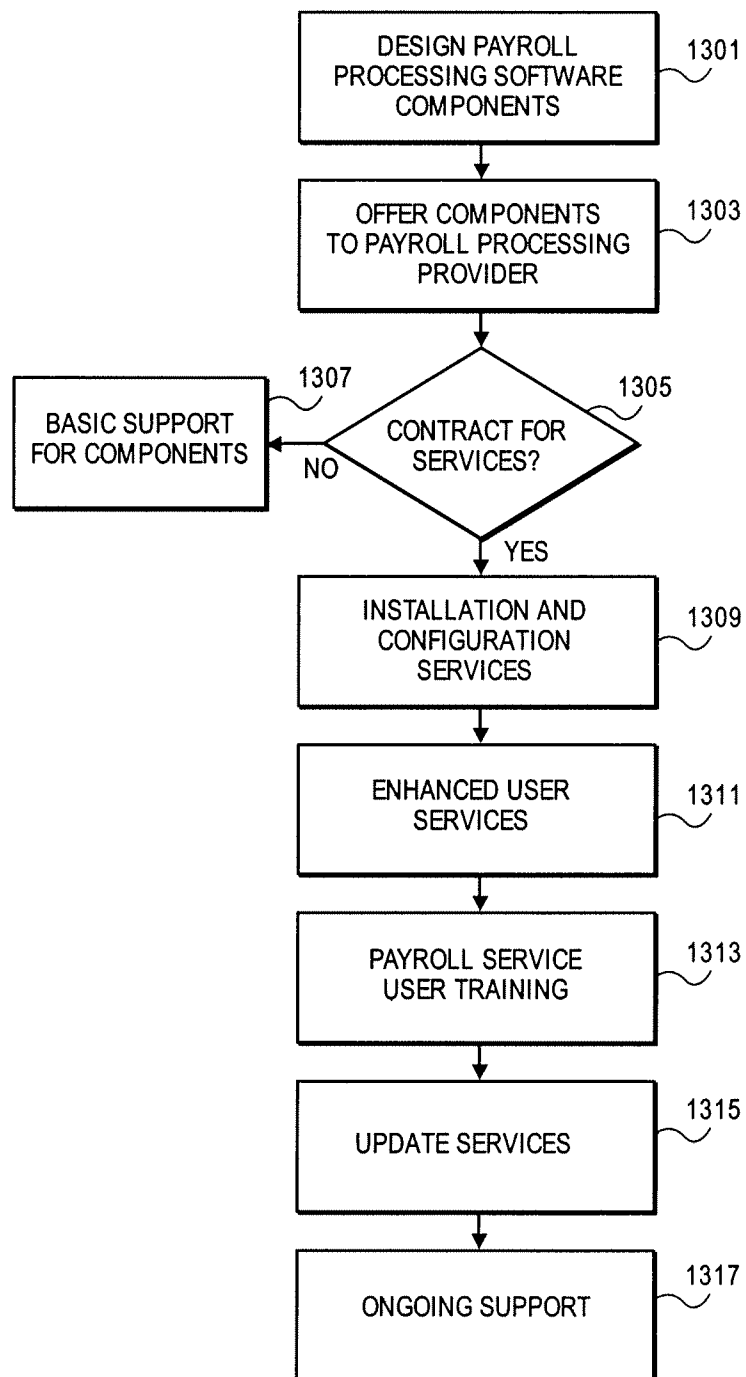 DESIGN PAYROLL
PROCESSING SOFTWARE
COMPONENTS
1301
OFFER COMPONENTS
TO PAYROLL PROCESSING
PROVIDER
1303
CONTRACT FOR
SERVICES?
1305
NO
BASIC SUPPORT
FOR COMPONENTS
1307
YES
INSTALLATION AND
CONFIGURATION
SERVICES
1309
ENHANCED USER
SERVICES
1311
PAYROLL SERVICE
USER TRAINING
1313
UPDATE SERVICES
1315
ONGOING SUPPORT
1317